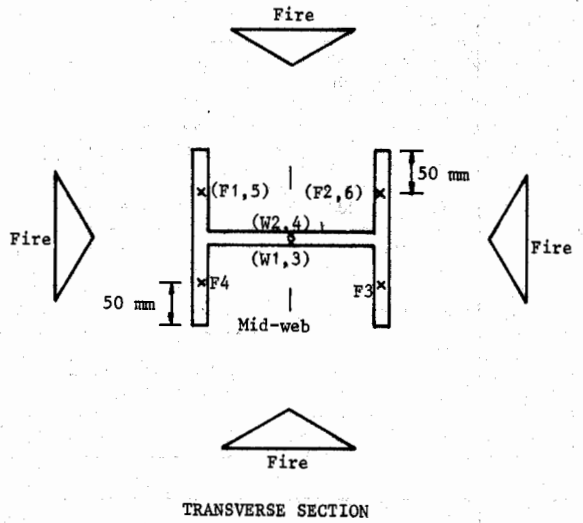 Fire
50 mm
(F1,5)
(F2,6)
(W2,4)
Fire
Fire
(W1,3)
F4
F3
50 mm
Mid-web
Fire
TRANSVERSE SECTION